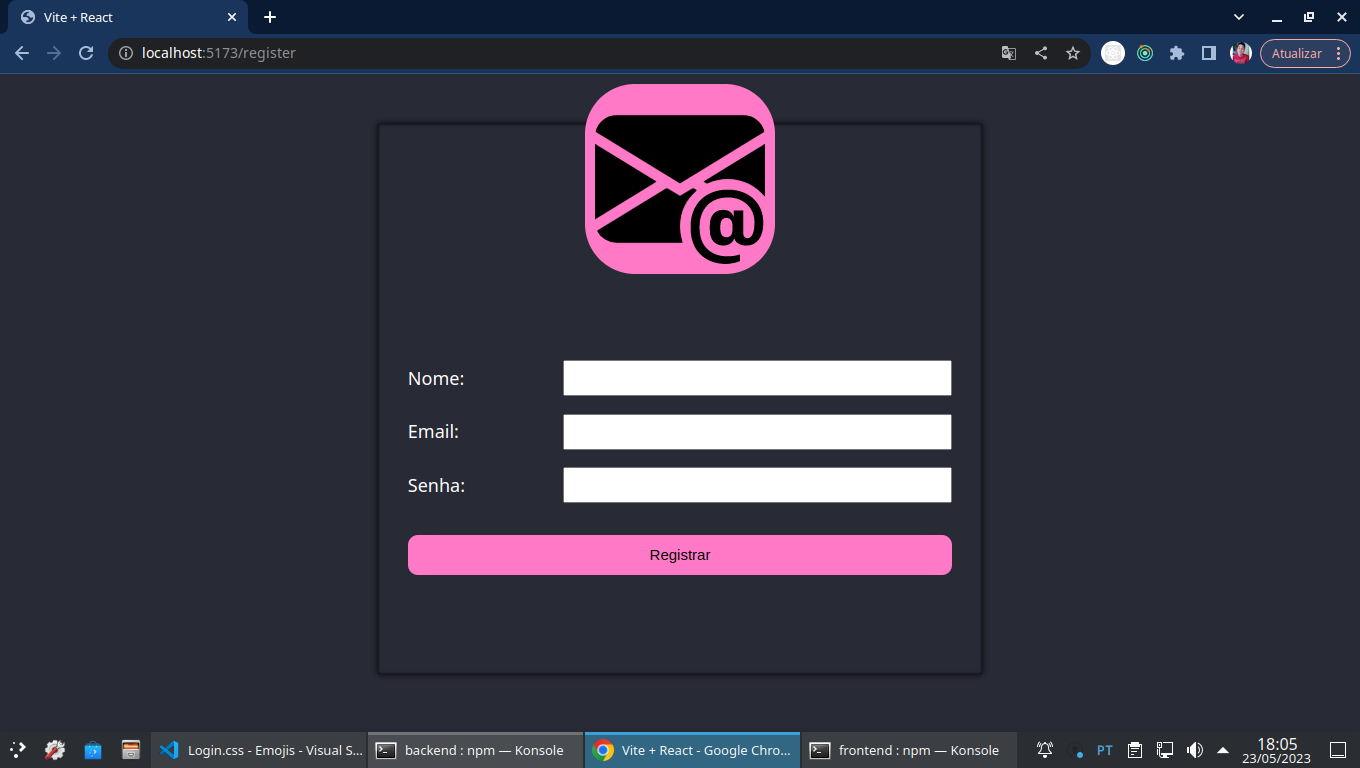 Vite + React
localhost:5173/register
Atualizar
@
Nome:
Email:
Senha:
Registrar
Login.css - Emojis - Visual S...
backend : npm — Konsole
Vite + React - Google Chro...
frontend : npm — Konsole
PT
18:05
23/05/2023